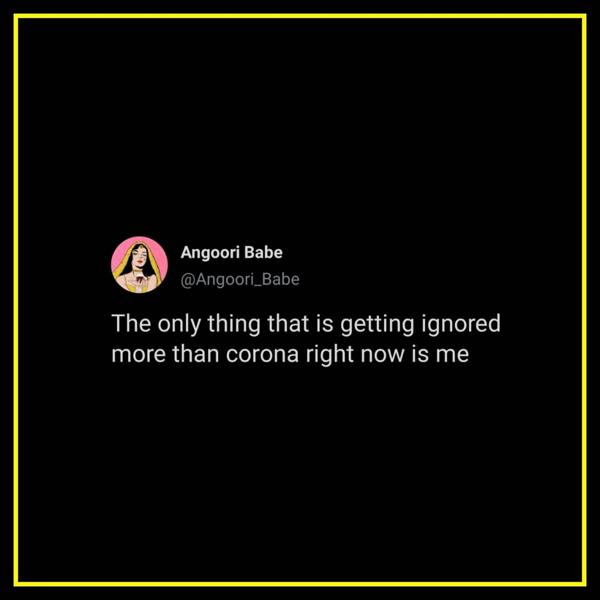 Angoori Babe
@Angoori_Babe
The only thing that is getting ignored
more than corona right now is me